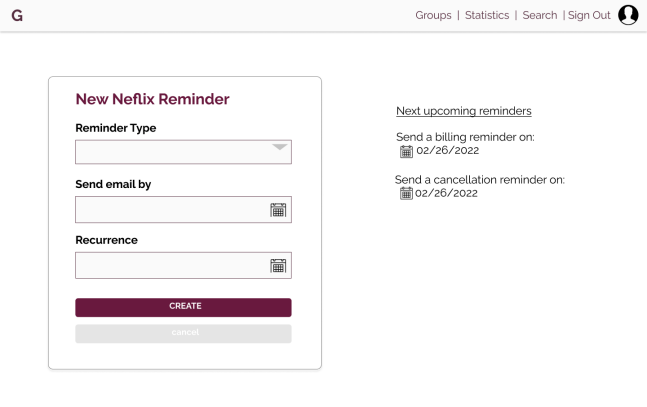 G
Groups | Statistics | Search | Sign Out
New Neflix Reminder
Reminder Type
Send email by
Recurrence
CREATE
cancel
Next upcoming reminders
Send a billing reminder on:
02/26/2022
Send a cancellation reminder on:
02/26/2022